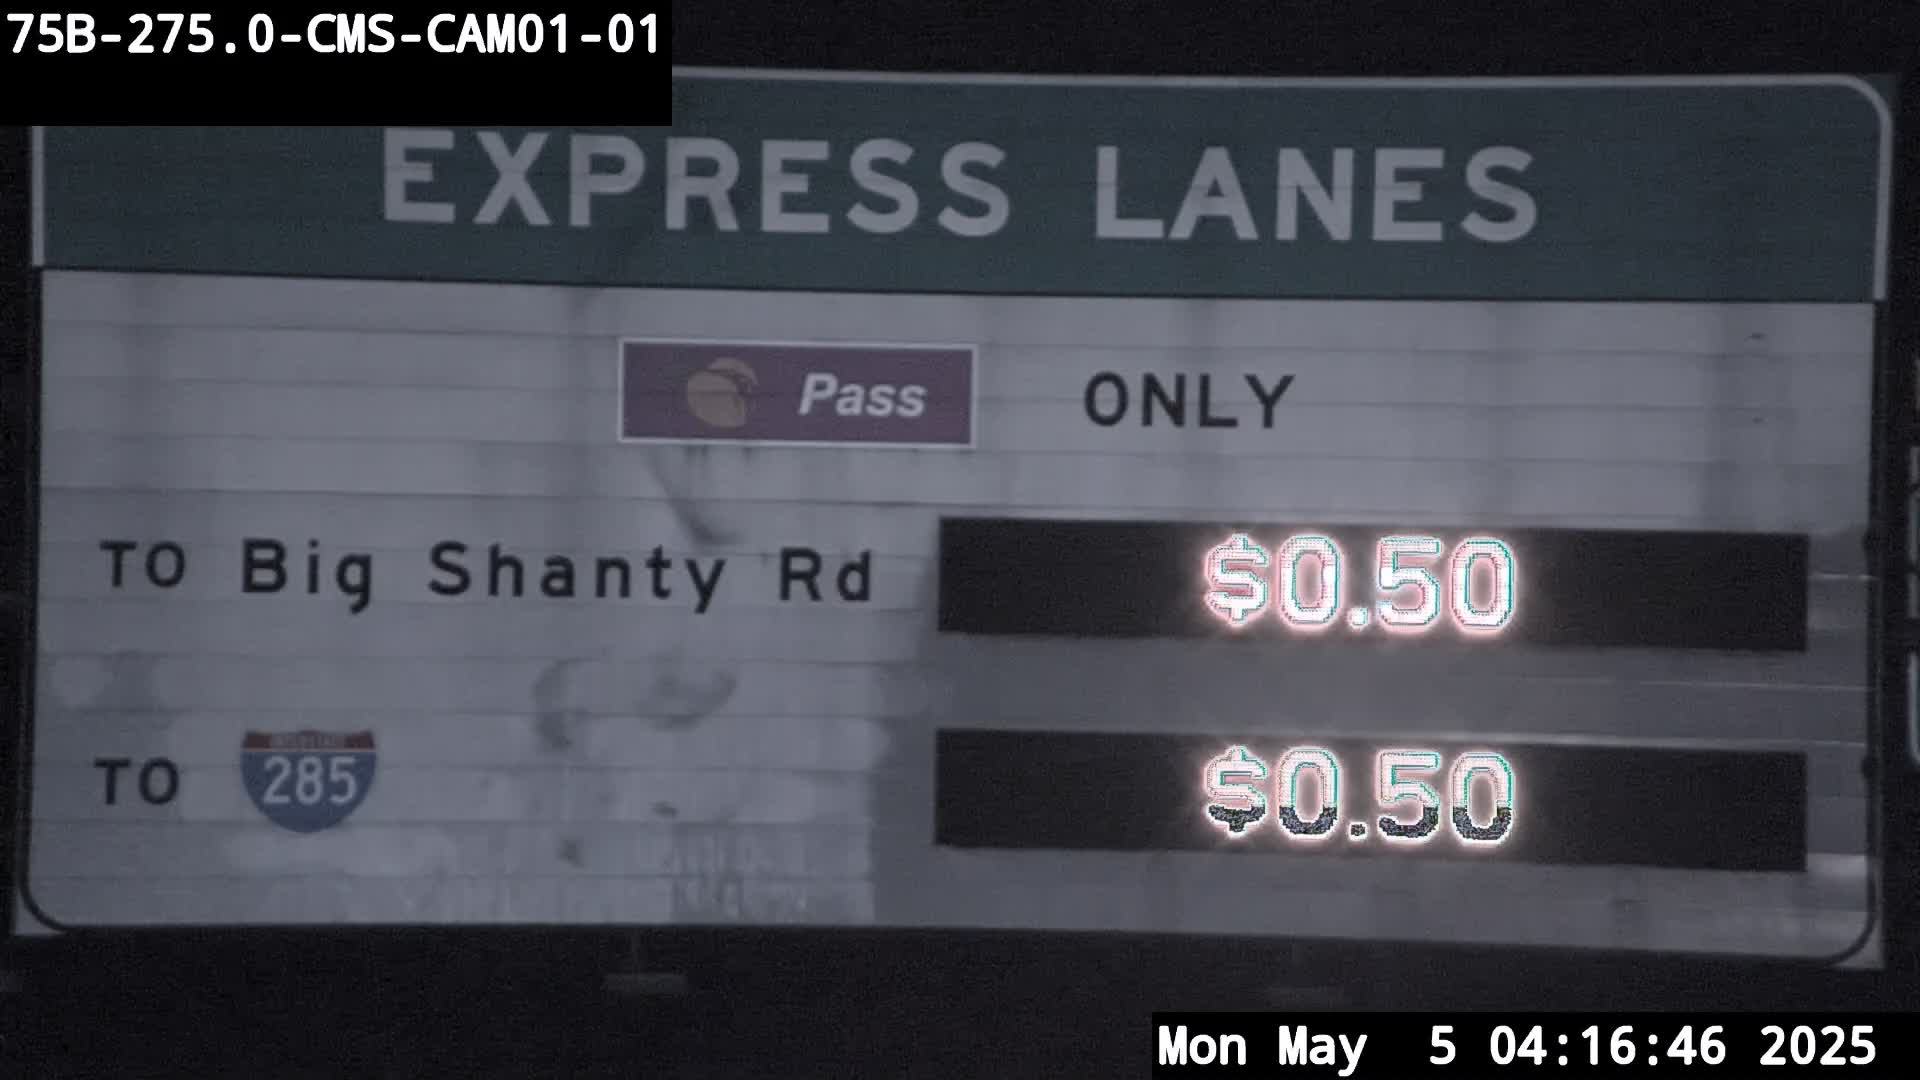 75B-275.0-CMS-CAM01-01
EXPRESS LANES
Pass ONLY
TO Big Shanty Rd $0.50
TO 285 $0.50
Mon May 5 04:16:46 2025